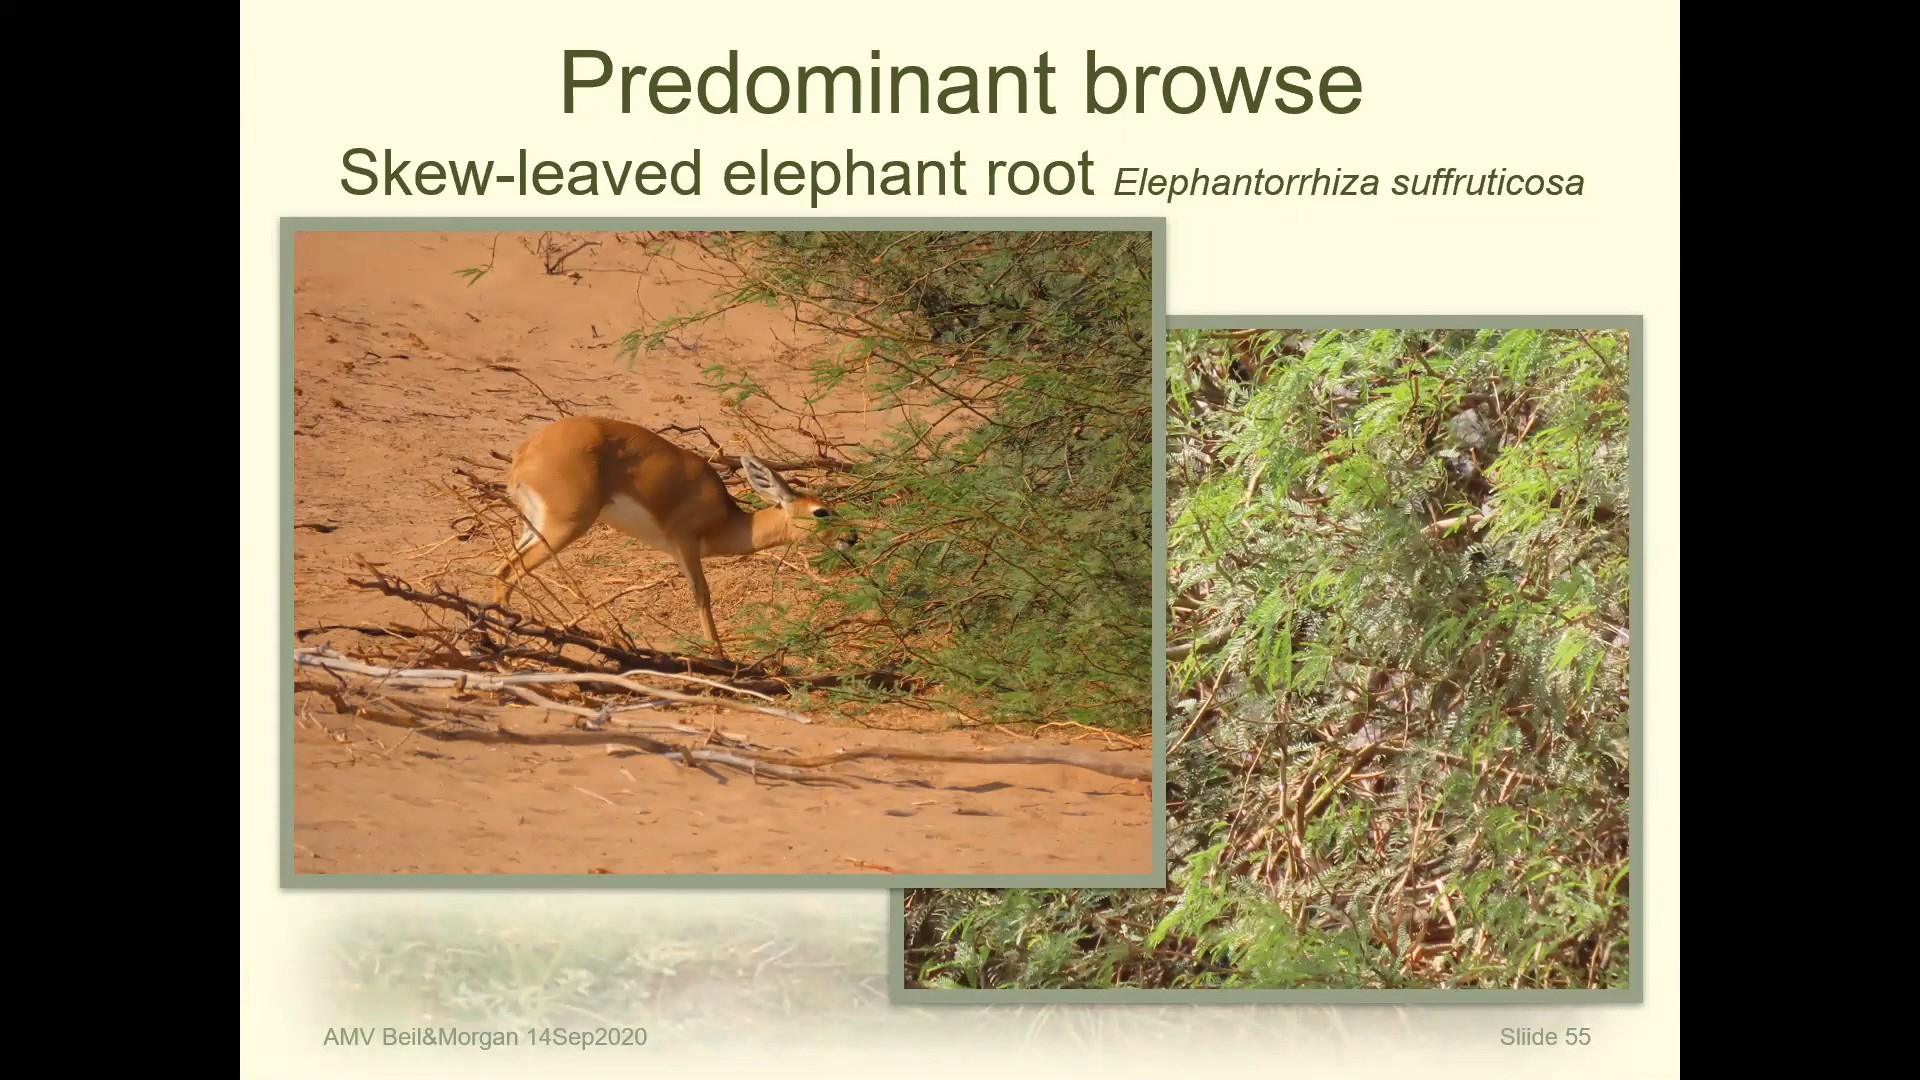 Predominant browse
Skew-leaved elephant root Elephantorrhiza suffruticosa
AMV Beil&Morgan 14Sep2020
Sliide 55